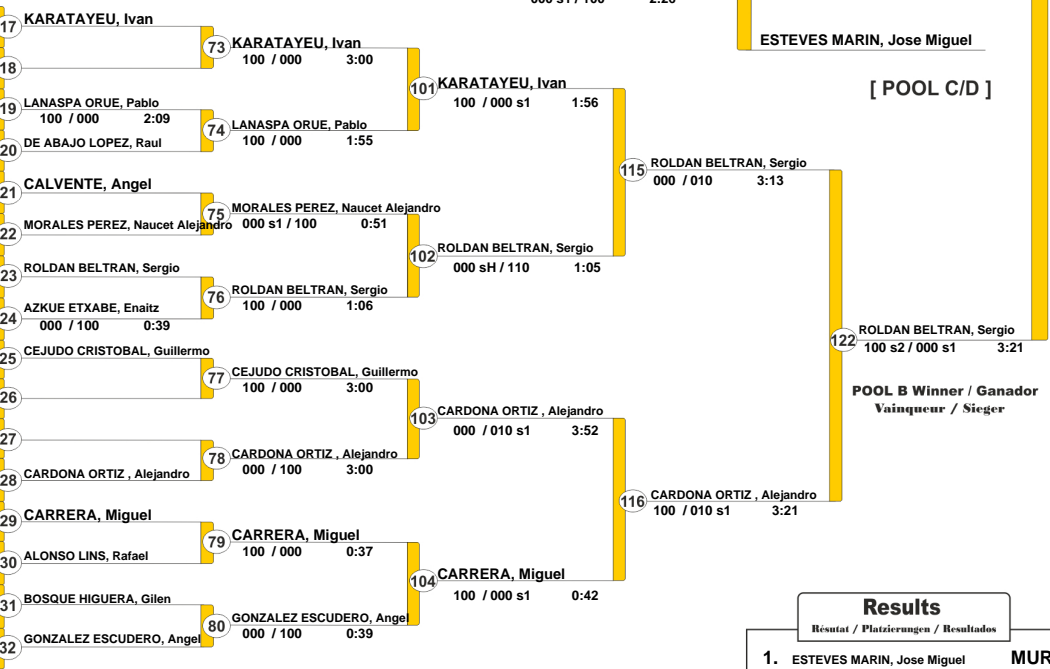 000 s1 / 100 2:26
ESTEVES MARIN, Jose Miguel
[ POOL C/D ]
17 KARATAYEU, Ivan
18
19 LANASPA ORUE, Pablo
100 / 000 2:09
20 DE ABAJO LOPEZ, Raul
21 CALVENTE, Angel
22 MORALES PEREZ, Naucet Alejandro
23 ROLDAN BELTRAN, Sergio
24 AZKUE ETXABE, Enaitz
000 / 100 0:39
25 CEJUDO CRISTOBAL, Guillermo
26
27
28 CARDONA ORTIZ , Alejandro
29 CARRERA, Miguel
30 ALONSO LINS, Rafael
31 BOSQUE HIGUERA, Gilen
32 GONZALEZ ESCUDERO, Angel
73 KARATAYEU, Ivan
100 / 000 3:00
74 LANASPA ORUE, Pablo
100 / 000 1:55
75 MORALES PEREZ, Naucet Alejandro
000 s1 / 100 0:51
76 ROLDAN BELTRAN, Sergio
100 / 000 1:06
77 CEJUDO CRISTOBAL, Guillermo
100 / 000 3:00
78 CARDONA ORTIZ , Alejandro
000 / 100 3:00
79 CARRERA, Miguel
100 / 000 0:37
80 GONZALEZ ESCUDERO, Angel
000 / 100 0:39
101 KARATAYEU, Ivan
100 / 000 s1 1:56
102 ROLDAN BELTRAN, Sergio
000 sH / 110 1:05
103 CARDONA ORTIZ , Alejandro
000 / 010 s1 3:52
104 CARRERA, Miguel
100 / 000 s1 0:42
115 ROLDAN BELTRAN, Sergio
000 / 010 3:13
116 CARDONA ORTIZ , Alejandro
100 / 010 s1 3:21
122 ROLDAN BELTRAN, Sergio
100 s2 / 000 s1 3:21
POOL B Winner / Ganador
Vainqueur / Sieger
Results
Résutat / Platzierungen / Resultados
1. ESTEVES MARIN, Jose Miguel MUR